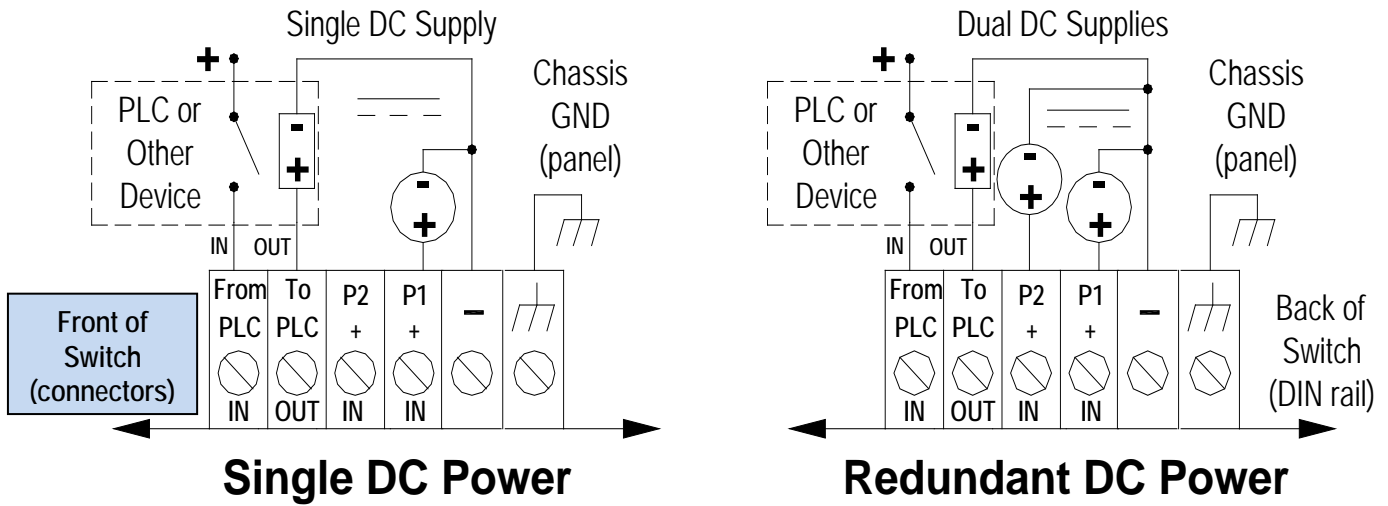 Single DC Supply
+
PLC or
Other
Device
-
+
-
+
Chassis
GND
(panel)
IN OUT
From PLC IN
To PLC OUT
P2 + IN
P1 + IN
–
Front of
Switch
(connectors)
Single DC Power
Dual DC Supplies
+
PLC or
Other
Device
-
+
-
+
-
+
Chassis
GND
(panel)
IN OUT
From PLC IN
To PLC OUT
P2 + IN
P1 + IN
–
Back of
Switch
(DIN rail)
Redundant DC Power